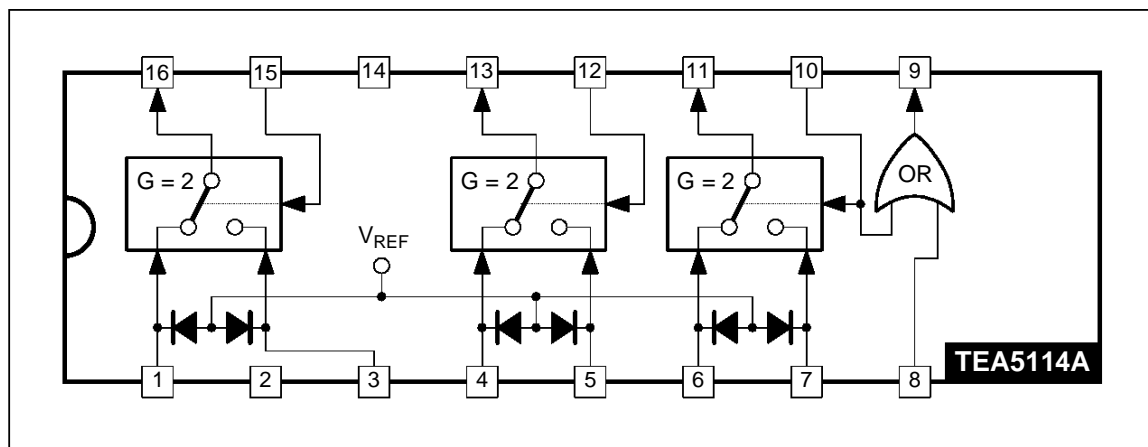 16 15 14 13 12 11 10 9
OR
G = 2 G = 2 G = 2
VREF
TEA5114A
1 2 3 4 5 6 7 8